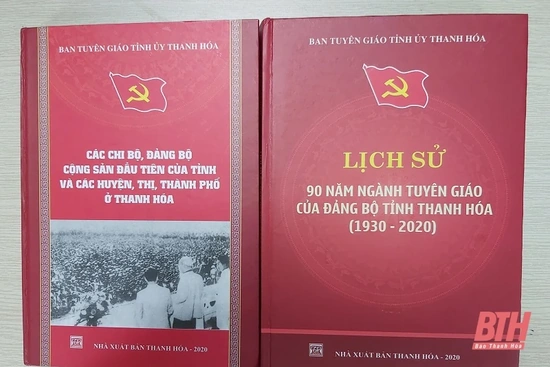 BAN TUYÊN GIÁO TỈNH ỦY THANH HÓA
CÁC CHI BỘ, ĐẢNG BỘ
CỘNG SẢN ĐẦU TIÊN CỦA TỈNH
VÀ CÁC HUYỆN, THỊ, THÀNH PHỐ
Ở THANH HÓA
NHÀ XUẤT BẢN THANH HÓA - 2020
BAN TUYÊN GIÁO TỈNH ỦY THANH HÓA
LỊCH SỬ
90 NĂM NGÀNH TUYÊN GIÁO
CỦA ĐẢNG BỘ TỈNH THANH HÓA
(1930 - 2020)
NHÀ XUẤT BẢN THANH HÓA - 2020
BTH
Báo Thanh Hóa